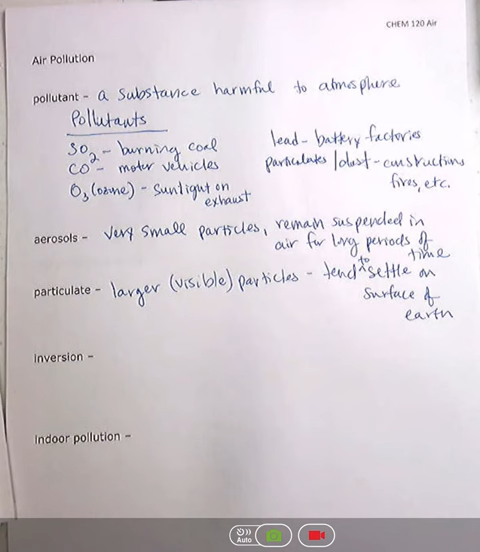 CHEM 120 Air
Air Pollution
pollutant – a substance harmful to atmosphere
Pollutants
SO2 – burning coal
CO – motor vehicles
O3 (ozone) – sunlight on
exhaust
lead – battery factories
particulates / dust – constructions
fires, etc.
aerosols – very small particles, remain suspended in
air for long periods of
time
particulate – larger (visible) particles – tend to settle on
surface of
earth
Inversion –
Indoor pollution –
Auto